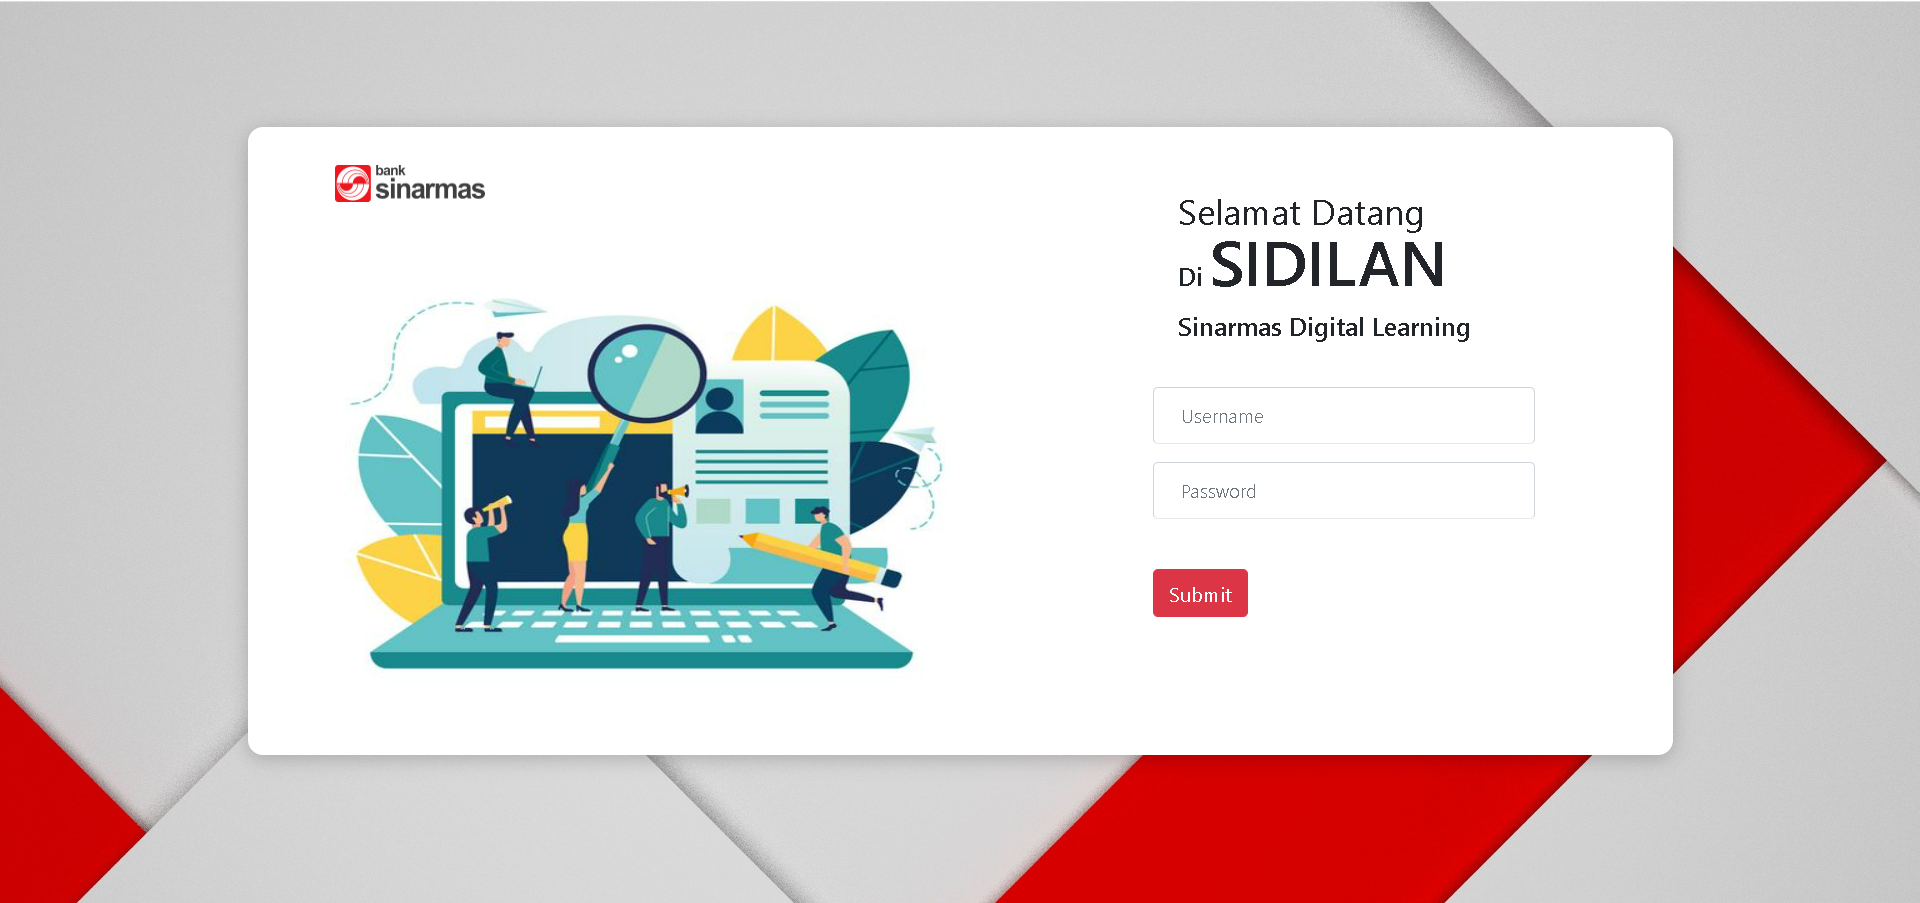 bank
sinarmas
Selamat Datang
Di SIDILAN
Sinarmas Digital Learning
Username
Password
Submit